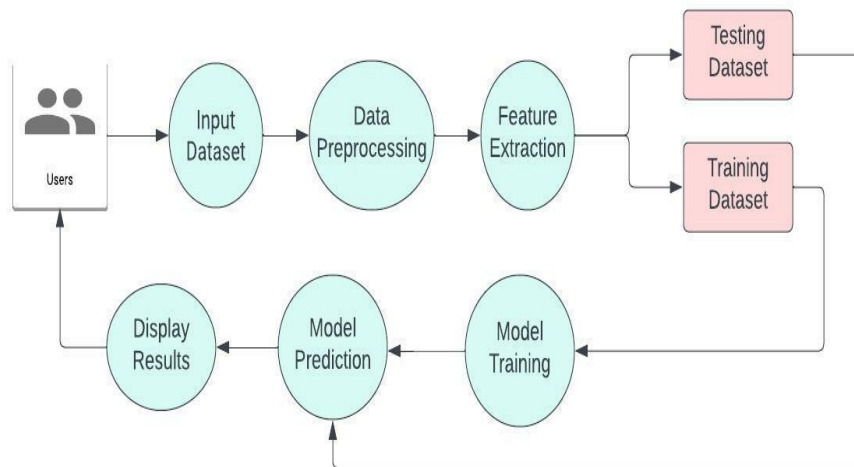 Users
Input
Dataset
Data
Preprocessing
Feature
Extraction
Testing
Dataset
Training
Dataset
Model
Training
Model
Prediction
Display
Results